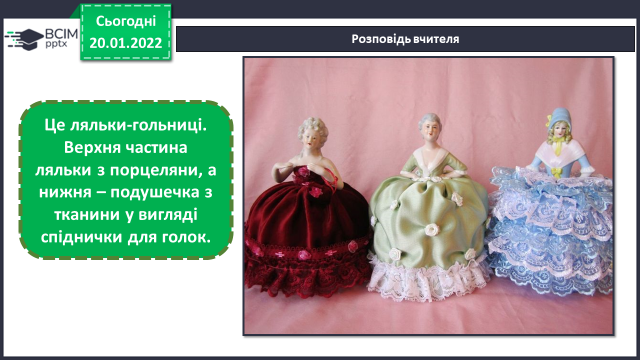 Сьогодні
20.01.2022
BCIM
pptx
Розповідь вчителя
Це ляльки-гольниці.
Верхня частина
ляльки з порцеляни, а
нижня – подушечка з
тканини у вигляді
спіднички для голок.